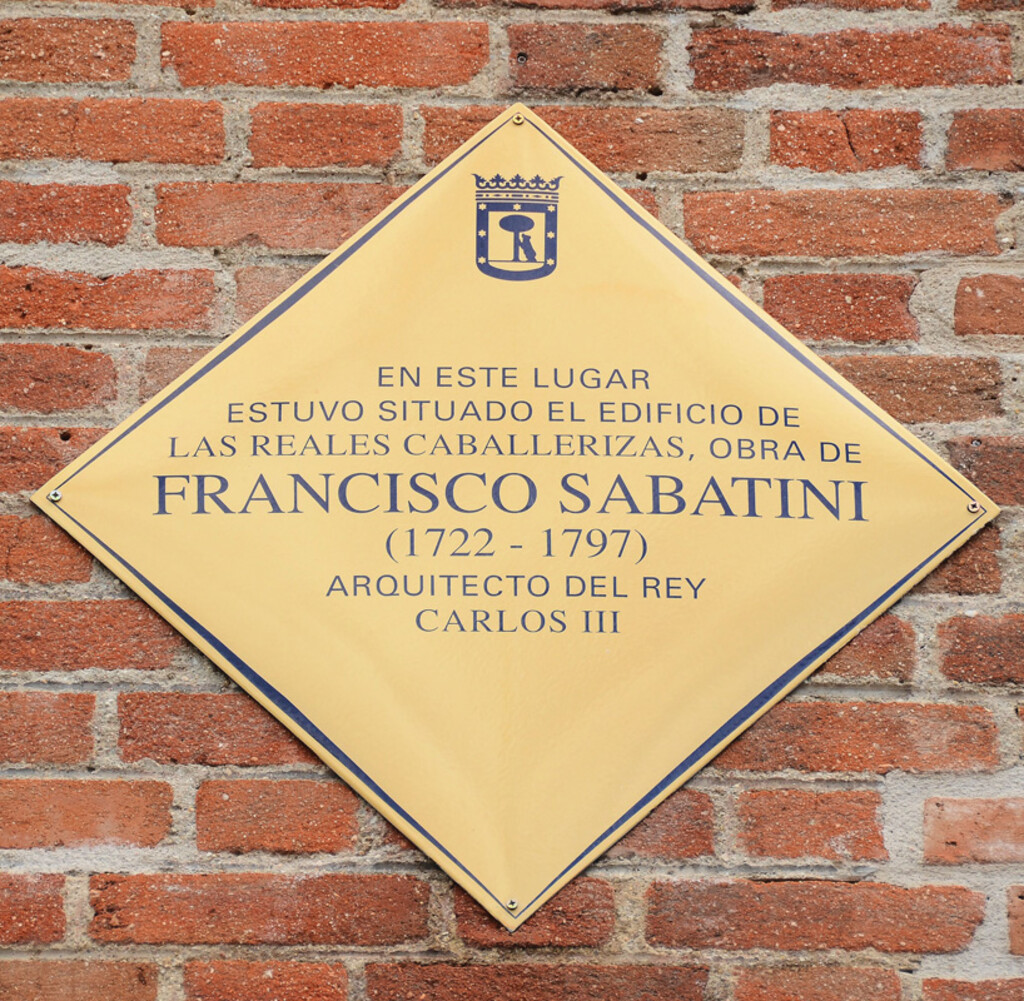 EN ESTE LUGAR
ESTUVO SITUADO EL EDIFICIO DE
LAS REALES CABALLERIZAS, OBRA DE
FRANCISCO SABATINI
(1722 - 1797)
ARQUITECTO DEL REY
CARLOS III